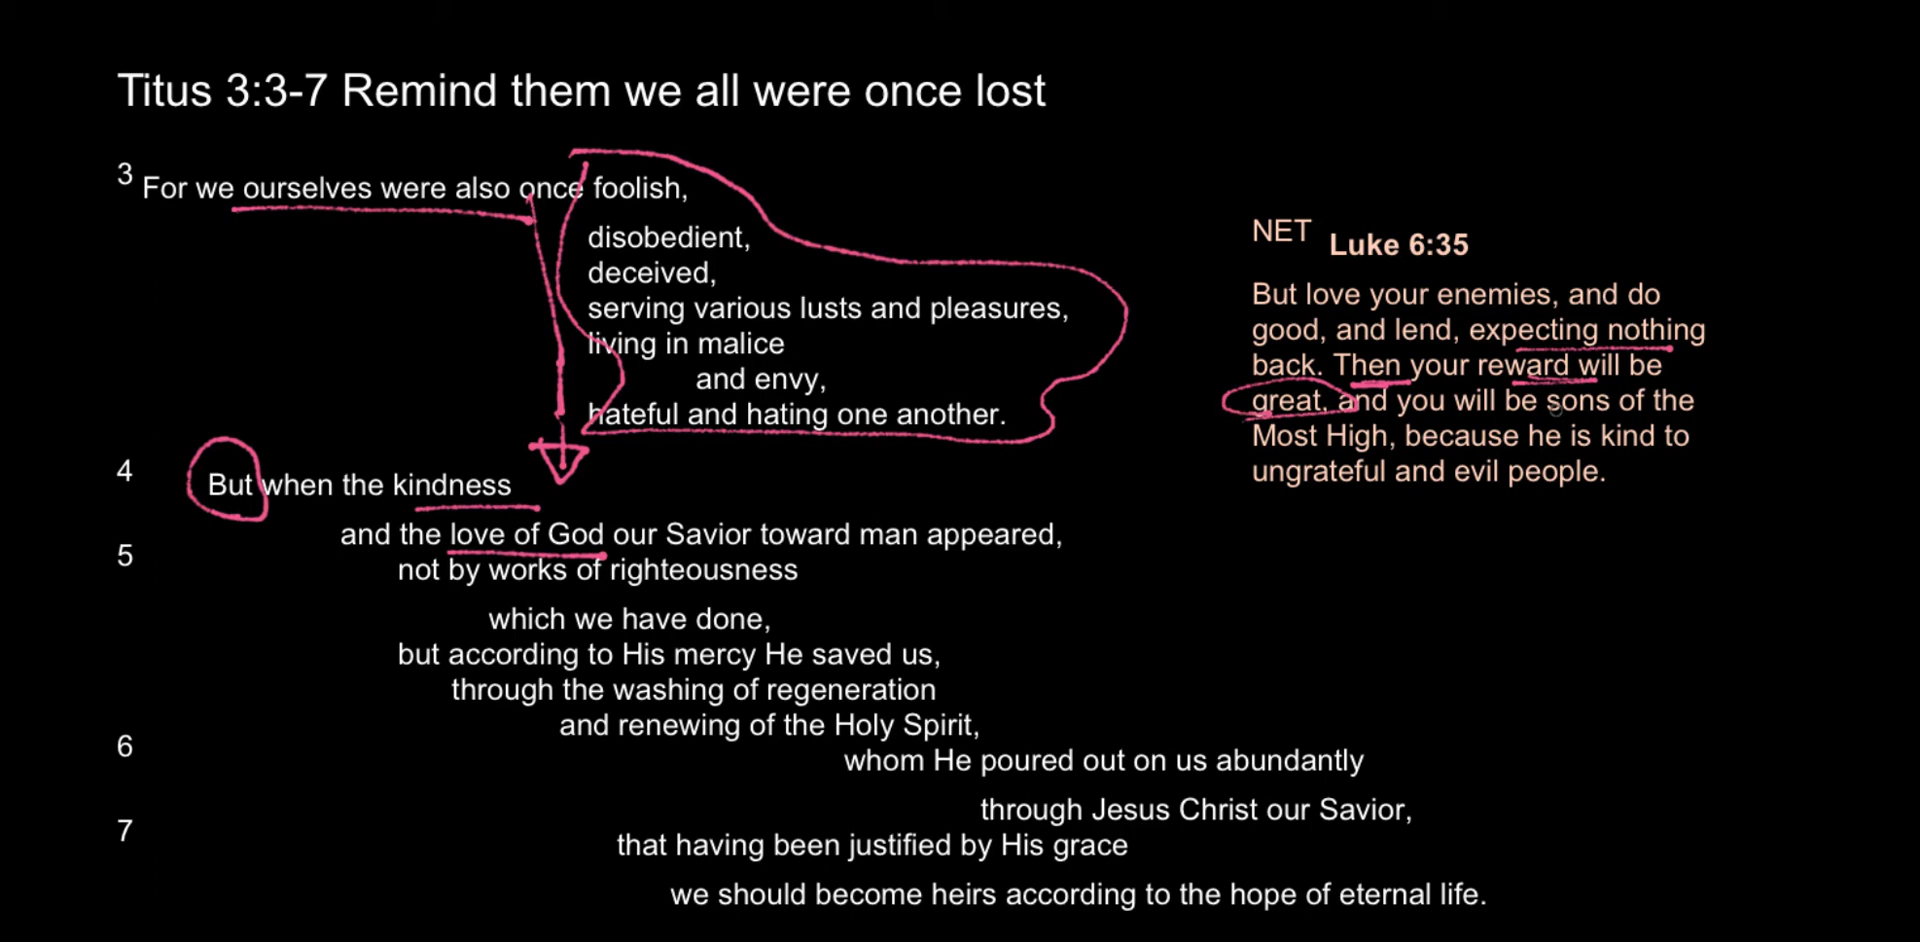 Titus 3:3-7 Remind them we all were once lost
3 For we ourselves were also once foolish,
disobedient,
deceived,
serving various lusts and pleasures,
living in malice
and envy,
hateful and hating one another.
4 But when the kindness
and the love of God our Savior toward man appeared,
5 not by works of righteousness
which we have done,
but according to His mercy He saved us,
through the washing of regeneration
and renewing of the Holy Spirit,
6 whom He poured out on us abundantly
through Jesus Christ our Savior,
7 that having been justified by His grace
we should become heirs according to the hope of eternal life.
NET Luke 6:35
But love your enemies, and do
good, and lend, expecting nothing
back. Then your reward will be
great, and you will be sons of the
Most High, because he is kind to
ungrateful and evil people.